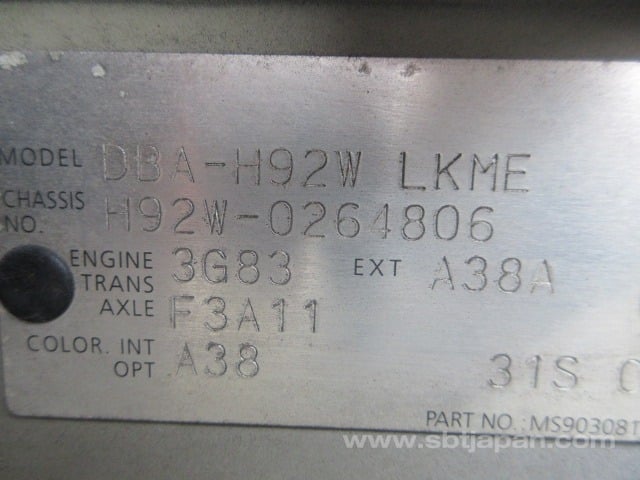 MODEL DBA-H92W LKME
CHASSIS NO. H92W-0264806
ENGINE 3G83 EXT A38A
TRANS AXLE F3A11
COLOR. INT OPT A38
31S
PART NO.: MS903081
www.sbtjapan.com